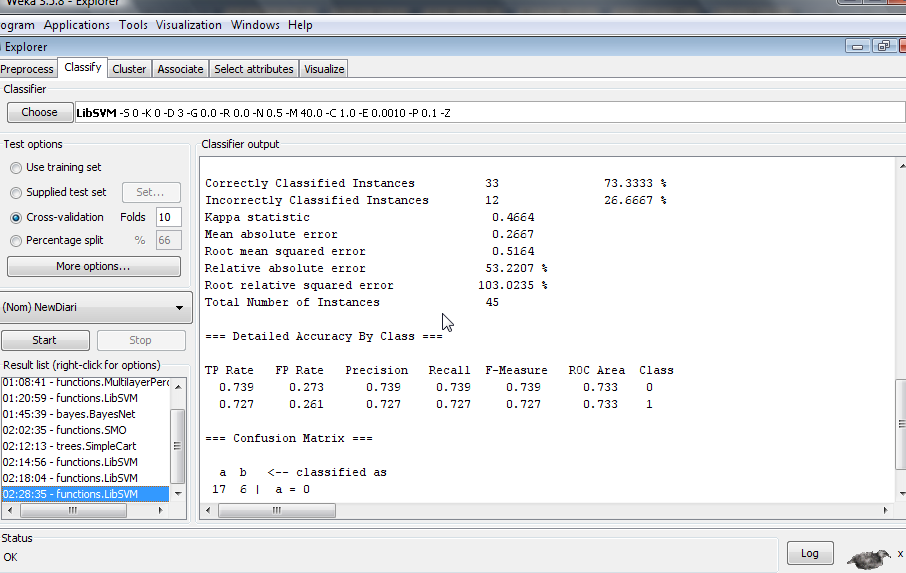 Weka 3.5.8 - Explorer
ogram Applications Tools Visualization Windows Help
Explorer
Preprocess Classify Cluster Associate Select attributes Visualize
Classifier
Choose LibSVM -S 0 -K 0 -D 3 -G 0.0 -R 0.0 -N 0.5 -M 40.0 -C 1.0 -E 0.0010 -P 0.1 -Z
Test options
Use training set
Supplied test set Set...
Cross-validation Folds 10
Percentage split % 66
More options...
(Nom) NewDiari
Start Stop
Result list (right-click for options)
01:08:41 - functions.MultilayerPerc
01:20:59 - functions.LibSVM
01:45:39 - bayes.BayesNet
02:02:35 - functions.SMO
02:12:13 - trees.SimpleCart
02:14:56 - functions.LibSVM
02:18:04 - functions.LibSVM
02:28:35 - functions.LibSVM
Classifier output
Correctly Classified Instances 33 73.3333 %
Incorrectly Classified Instances 12 26.6667 %
Kappa statistic 0.4664
Mean absolute error 0.2667
Root mean squared error 0.5164
Relative absolute error 53.2207 %
Root relative squared error 103.0235 %
Total Number of Instances 45
=== Detailed Accuracy By Class ===
TP Rate FP Rate Precision Recall F-Measure ROC Area Class
0.739 0.273 0.739 0.739 0.739 0.733 0
0.727 0.261 0.727 0.727 0.727 0.733 1
=== Confusion Matrix ===
a b <-- classified as
17 6 | a = 0
Status
OK
Log
x